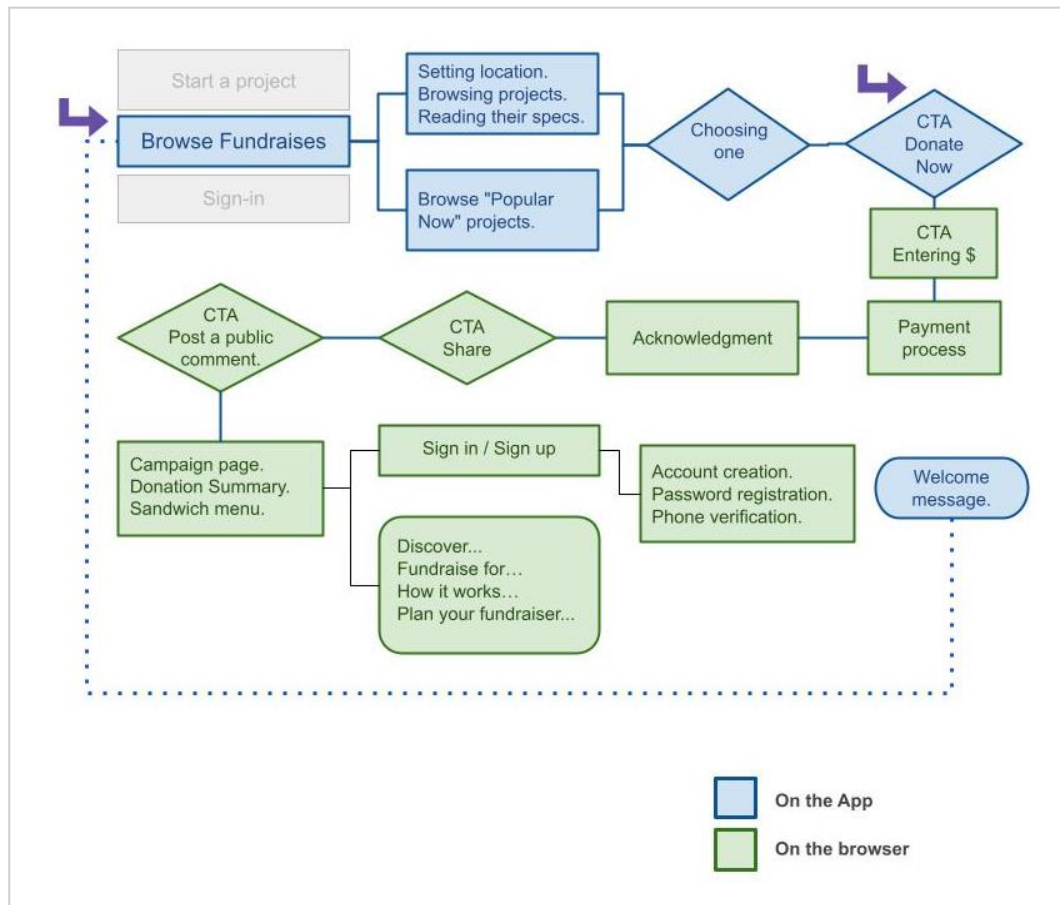 Start a project
Browse Fundraises
Sign-in
Setting location.
Browsing projects.
Reading their specs.
Browse "Popular
Now" projects.
Choosing
one
CTA
Donate
Now
CTA
Entering $
Payment
process
Acknowledgment
CTA
Share
CTA
Post a public
comment.
Campaign page.
Donation Summary.
Sandwich menu.
Sign in / Sign up
Discover...
Fundraise for…
How it works…
Plan your fundraiser...
Account creation.
Password registration.
Phone verification.
Welcome
message.
On the App
On the browser